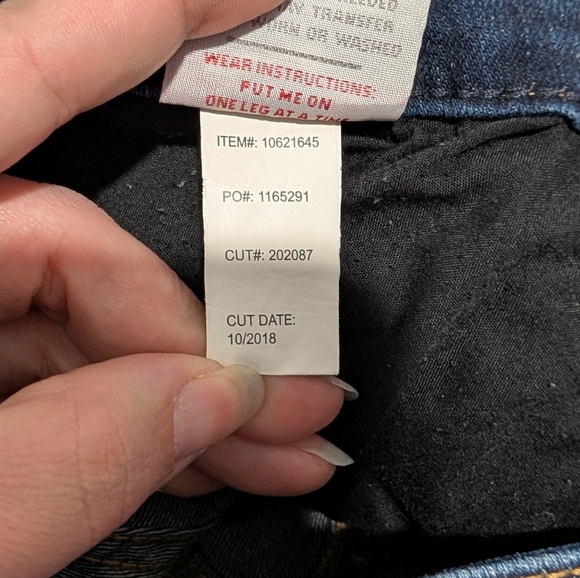 TRANSFER
OR WASHED
WEAR INSTRUCTIONS:
PUT ME ON
ONE LEG AT A TIME
ITEM#: 10621645
PO#: 1165291
CUT#: 202087
CUT DATE:
10/2018